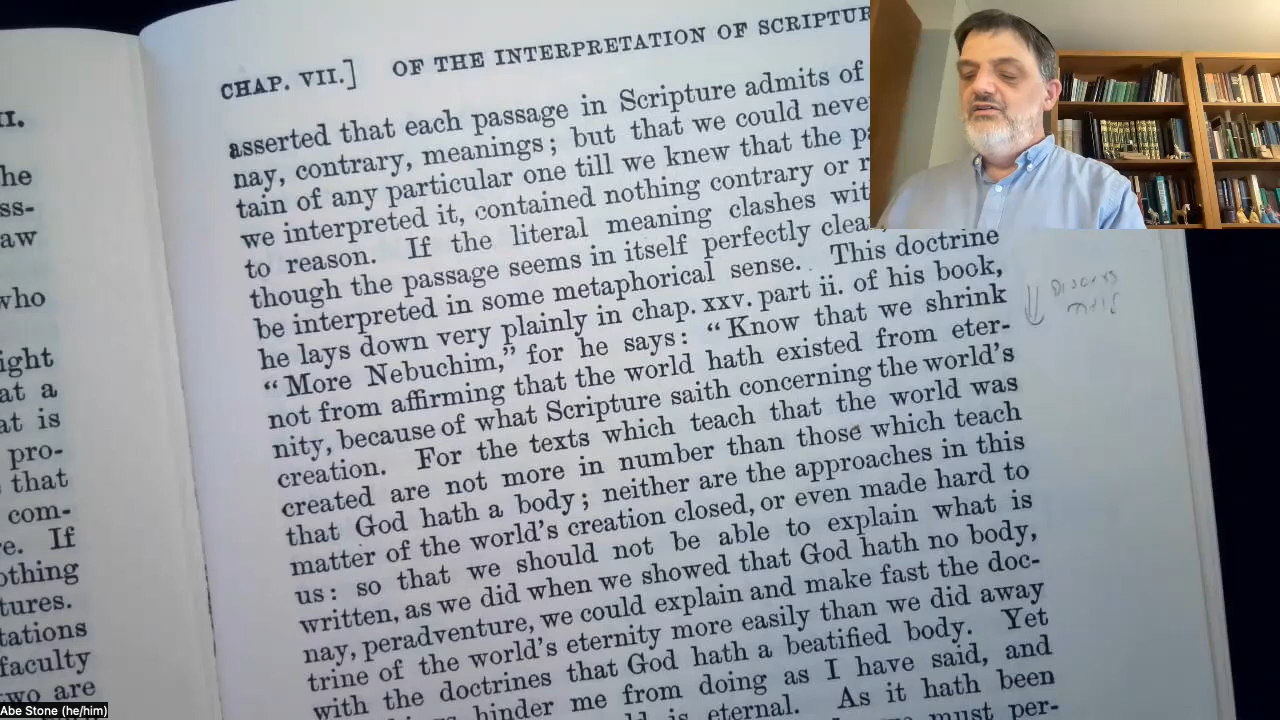 CHAP. VII.] OF THE INTERPRETATION OF SCRIPTUR
asserted that each passage in Scripture admits of
nay, contrary, meanings; but that we could neve
tain of any particular one till we knew that the p
we interpreted it, contained nothing contrary or r
to reason. If the literal meaning clashes wit
though the passage seems in itself perfectly clea
be interpreted in some metaphorical sense. This doctrine
he lays down very plainly in chap. xxv. part ii. of his book,
“More Nebuchim,” for he says: “Know that we shrink
not from affirming that the world hath existed from eter-
nity, because of what Scripture saith concerning the world's
creation. For the texts which teach that the world was
created are not more in number than those which teach
that God hath a body; neither are the approaches in this
matter of the world's creation closed, or even made hard to
us: so that we should not be able to explain what is
written, as we did when we showed that God hath no body,
nay, peradventure, we could explain and make fast the doc-
trine of the world's eternity more easily than we did away
with the doctrines that God hath a beatified body. Yet
hinder me from doing as I have said, and
is eternal. As it hath been
must per-
II.
he
ss-
aw
who
ight
at a
at is
pro-
that
com-
e. If
othing
tures.
tations
faculty
two are
Discuss
Abe Stone (he/him)